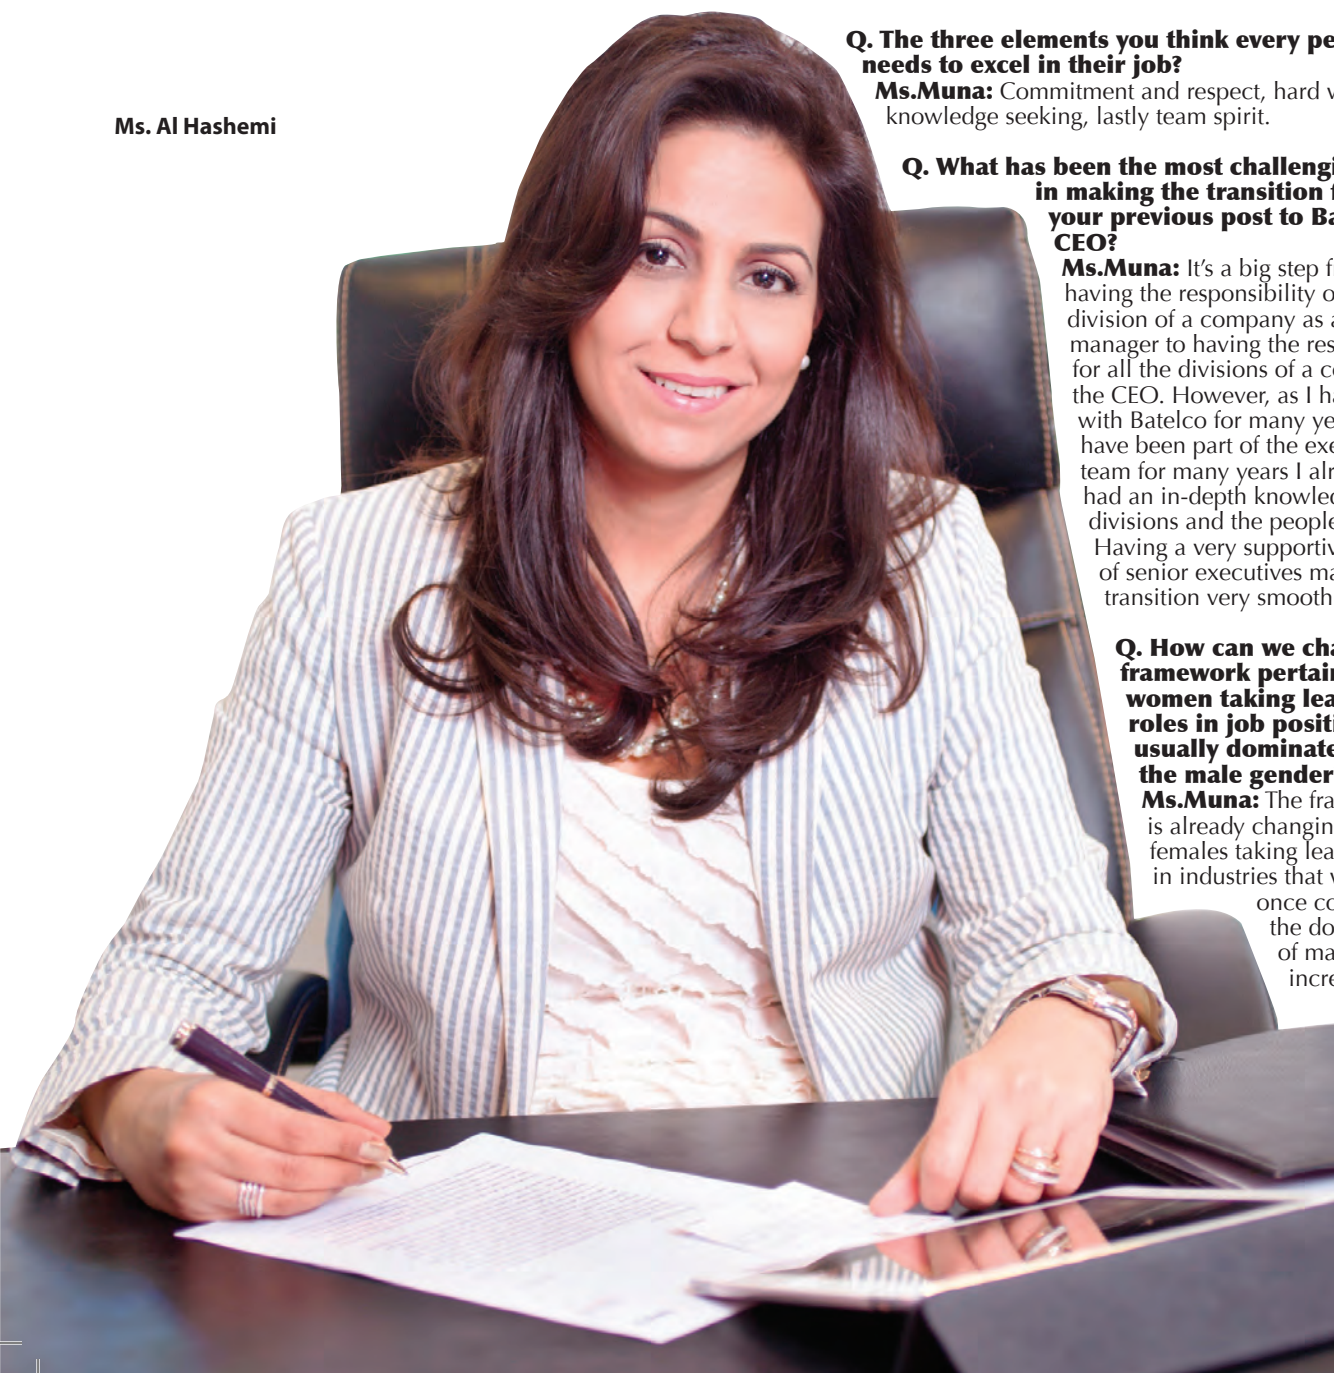 Ms. Al Hashemi
Q. The three elements you think every pe
needs to excel in their job?
Ms.Muna: Commitment and respect, hard
knowledge seeking, lastly team spirit.
Q. What has been the most challengi
in making the transition f
your previous post to Ba
CEO?
Ms.Muna: It's a big step f
having the responsibility o
division of a company as a
manager to having the res
for all the divisions of a co
the CEO. However, as I ha
with Batelco for many ye
have been part of the exe
team for many years I alr
had an in-depth knowled
divisions and the people
Having a very supportiv
of senior executives ma
transition very smooth
Q. How can we cha
framework pertain
women taking lea
roles in job positi
usually dominate
the male gender
Ms.Muna: The fra
is already changin
females taking lea
in industries that
once co
the do
of ma
incre